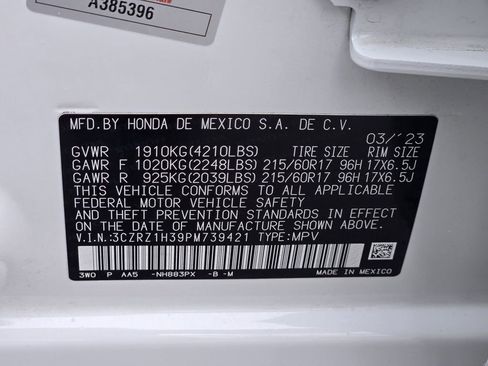 A385396
MFD.BY HONDA DE MEXICO S.A. DE C.V.
03/'23
GVWR 1910KG(4210LBS) TIRE SIZE RIM SIZE
GAWR F 1020KG(2248LBS) 215/60R17 96H 17X6.5J
GAWR R 925KG(2039LBS) 215/60R17 96H 17X6.5J
THIS VEHICLE CONFORMS TO ALL APPLICABLE
FEDERAL MOTOR VEHICLE SAFETY
AND THEFT PREVENTION STANDARDS IN EFFECT
ON THE DATE OF MANUFACTURE SHOWN ABOVE.
V.I.N:3CZRZ1H39PM739421 TYPE:MPV
3W0 P AA5 -NH883PX -B -M MADE IN MEXICO